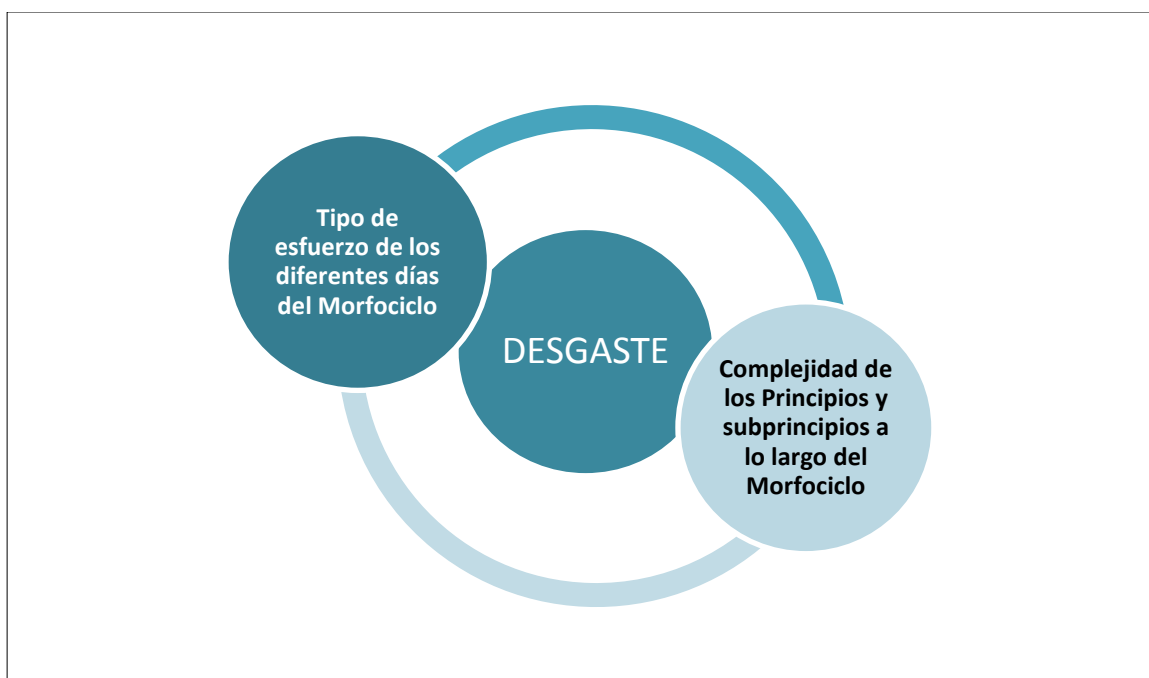 Tipo de
esfuerzo de los
diferentes días
del Morfociclo
DESGASTE
Complejidad de
los Principios y
subprincipios a
lo largo del
Morfociclo